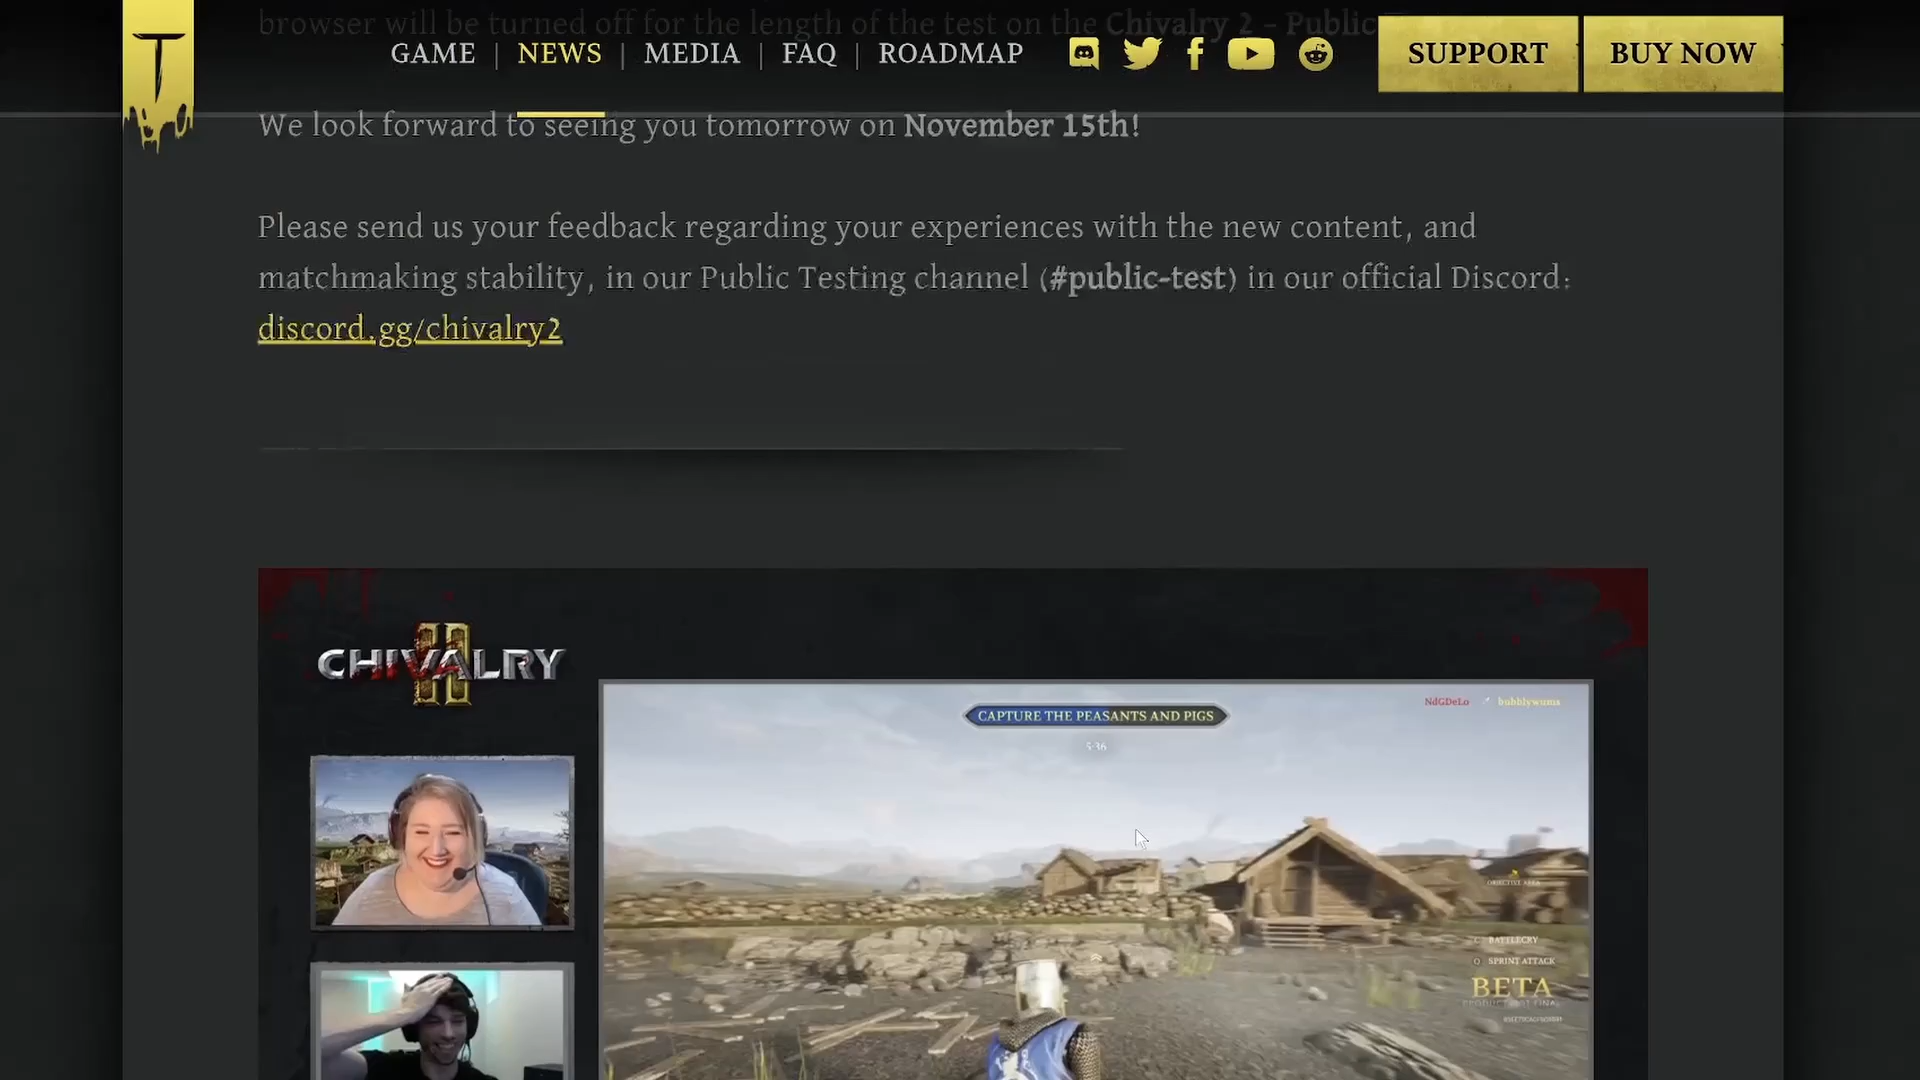 browser will be turned off for the length of the test on the Chivalry 2 – Public
GAME | NEWS | MEDIA | FAQ | ROADMAP
SUPPORT
BUY NOW
We look forward to seeing you tomorrow on November 15th!
Please send us your feedback regarding your experiences with the new content, and
matchmaking stability, in our Public Testing channel (#public-test) in our official Discord:
discord.gg/chivalry2
CHIVALRY II
CAPTURE THE PEASANTS AND PIGS
5:36
NdGDeLo bubblywums
OBJECTIVE AREA
C BATTLECRY
Q SPRINT ATTACK
BETA